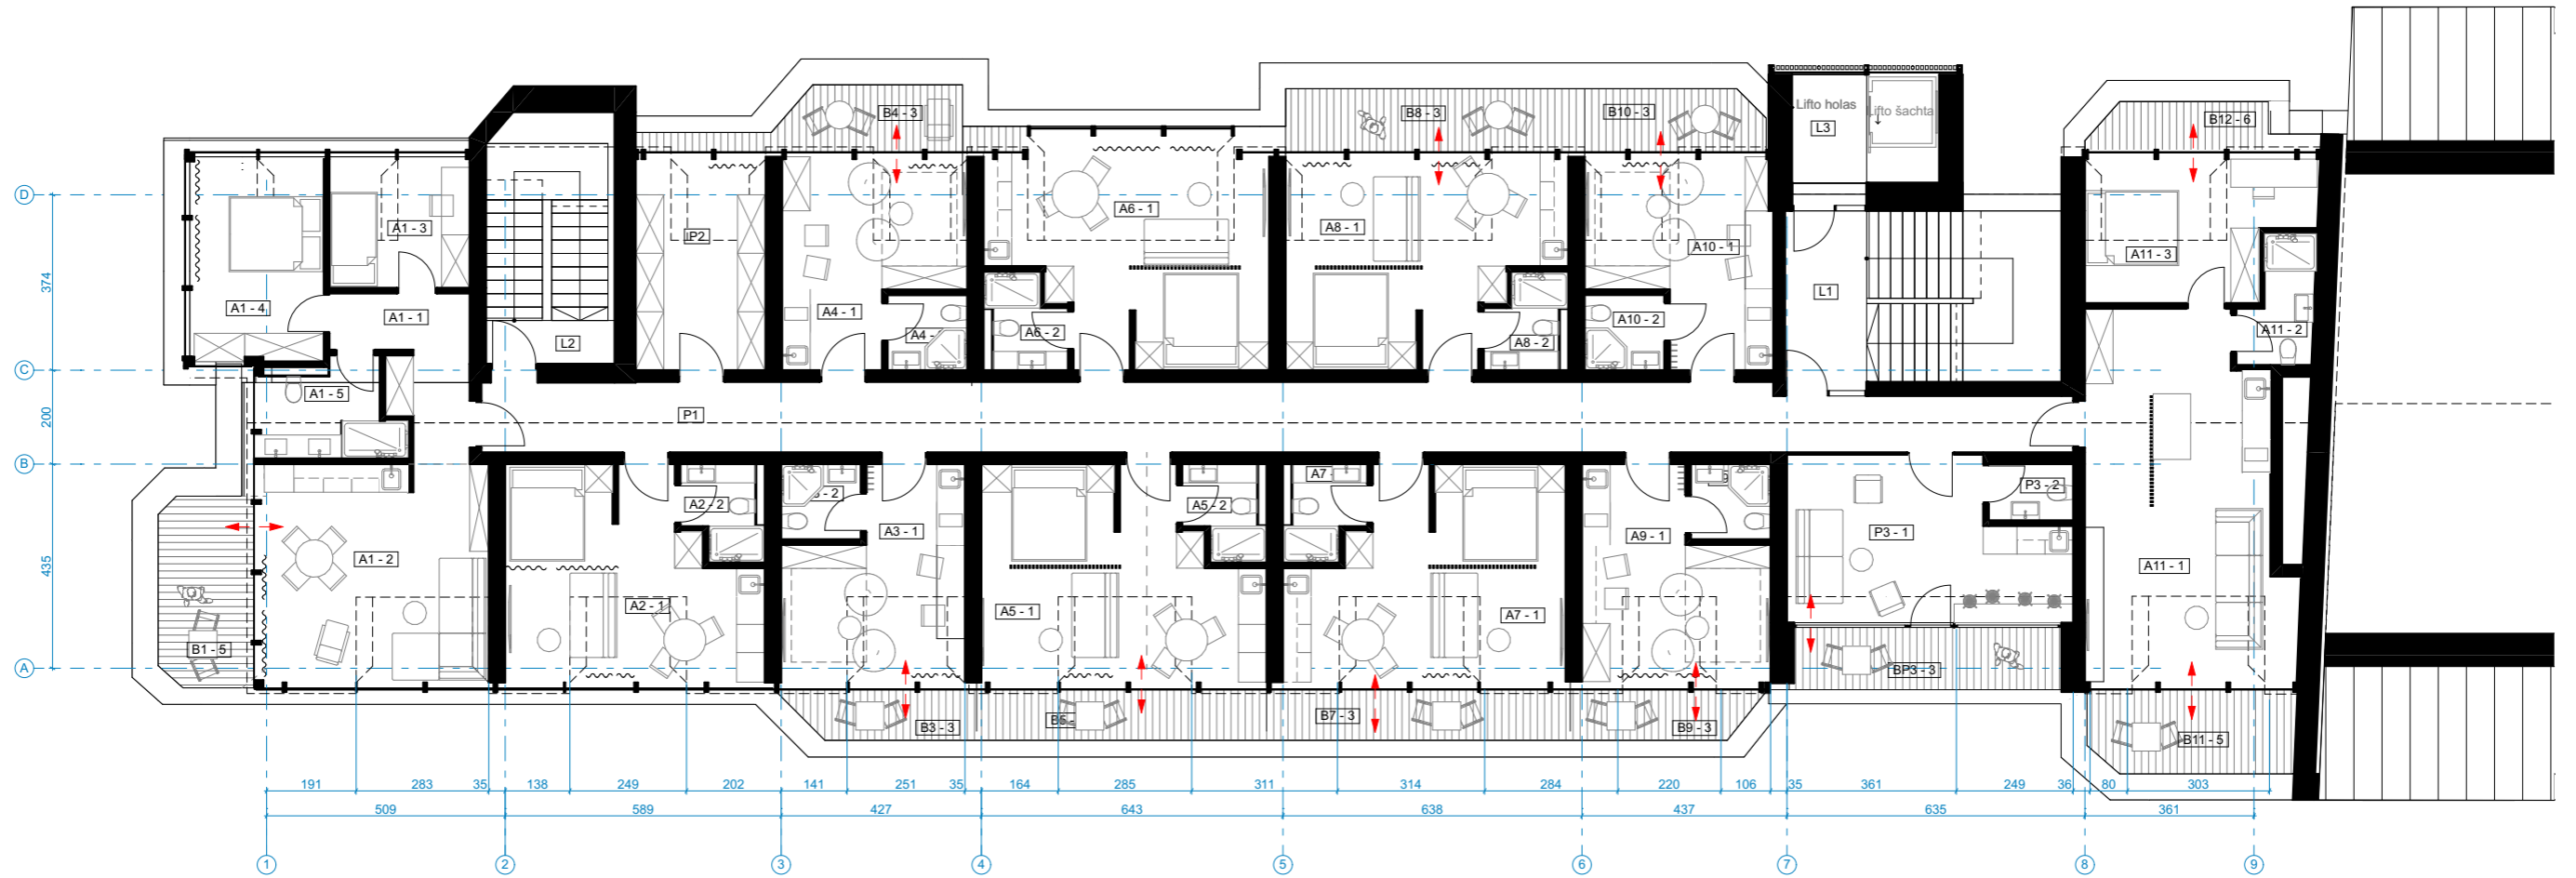 B4 - 3
B8 - 3
B10 - 3
Lifto holas
Lifto šachta
L3
B12 - 6
D
A1 - 3
P2
A6 - 1
A8 - 1
A10 - 1
A11 - 3
374
A1 - 4
A1 - 1
L2
A4 - 1
A4 -
A6 - 2
A8 - 2
A10 - 2
L1
A11 - 2
C
A1 - 5
200
P1
B
A2 - 2
- 2
A3 - 1
A5 - 2
A7
A9 - 1
P3 - 2
P3 - 1
435
A1 - 2
A2 - 1
A5 - 1
A7 - 1
A11 - 1
B1 - 5
A
BP3 - 3
B3 - 3
B5 -
B7 - 3
B9 - 3
B11 - 5
191 283 35 138 249 202 141 251 35 164 285 311 314 284 220 106 35 361 249 36 80 303
509 589 427 643 638 437 635 361
1 2 3 4 5 6 7 8 9